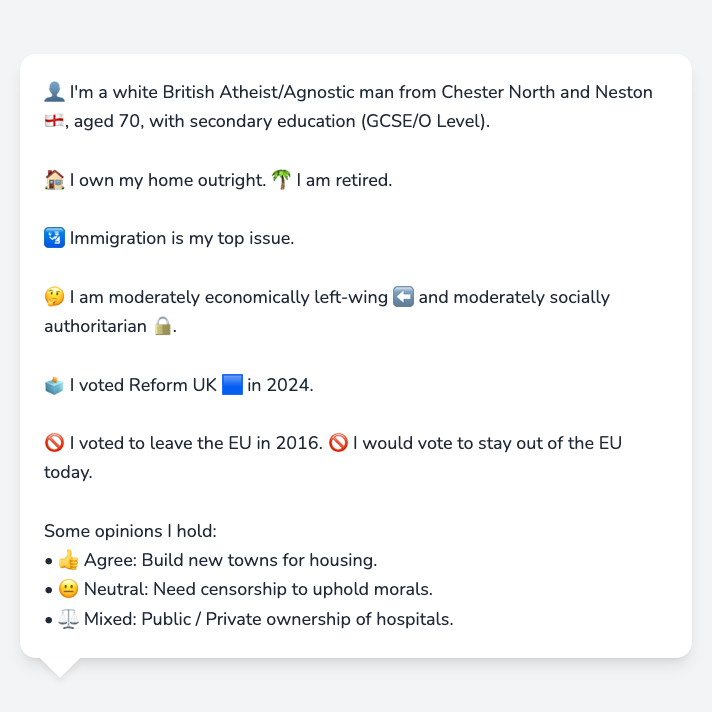 👤 I'm a white British Atheist/Agnostic man from Chester North and Neston
🏴󠁧󠁢󠁥󠁮󠁧󠁿, aged 70, with secondary education (GCSE/O Level).
🏠 I own my home outright. 🌴 I am retired.
🛂 Immigration is my top issue.
🤔 I am moderately economically left-wing ⬅️ and moderately socially
authoritarian 🔒.
🗳️ I voted Reform UK 🟦 in 2024.
🚫 I voted to leave the EU in 2016. 🚫 I would vote to stay out of the EU
today.
Some opinions I hold:
• 👍 Agree: Build new towns for housing.
• 😐 Neutral: Need censorship to uphold morals.
• ⚖️ Mixed: Public / Private ownership of hospitals.